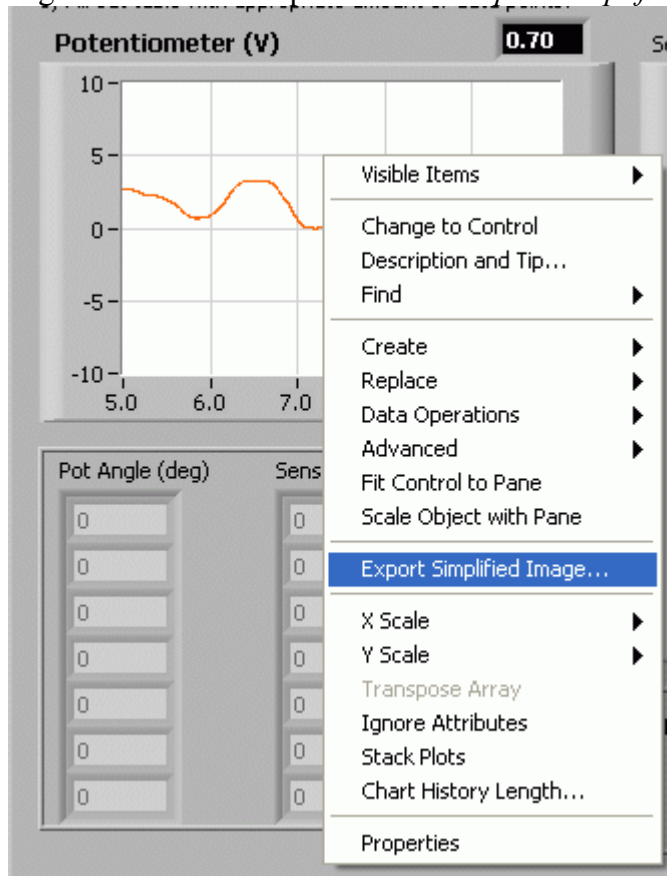 Potentiometer (V)
0.70
10
5
0
-5
-10
5.0 6.0 7.0
Visible Items
Change to Control
Description and Tip...
Find
Create
Replace
Data Operations
Advanced
Fit Control to Pane
Scale Object with Pane
Export Simplified Image...
X Scale
Y Scale
Transpose Array
Ignore Attributes
Stack Plots
Chart History Length...
Properties
Pot Angle (deg) Sens
0 0
0 0
0 0
0 0
0 0
0 0
0 0